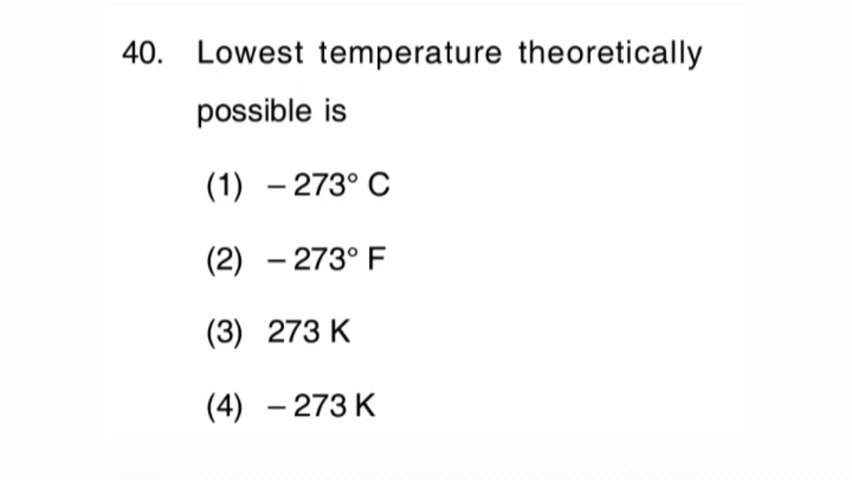 40. Lowest temperature theoretically
possible is
(1) – 273° C
(2) – 273° F
(3) 273 K
(4) – 273 K